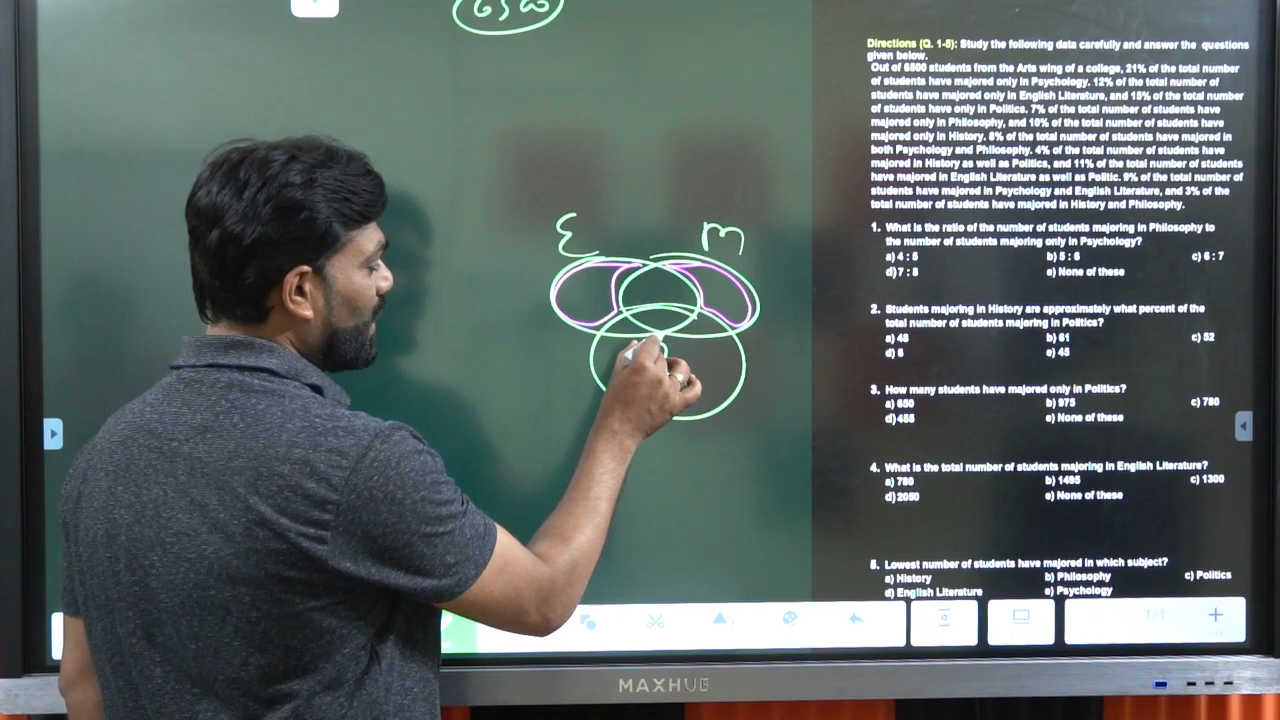 6500
Directions (Q. 1-5): Study the following data carefully and answer the questions
given below.
Out of 6500 students from the Arts wing of a college, 21% of the total number
of students have majored only in Psychology. 12% of the total number of
students have majored only in English Literature, and 15% of the total number
of students have only in Politics. 7% of the total number of students have
majored only in Philosophy, and 10% of the total number of students have
majored only in History. 8% of the total number of students have majored in
both Psychology and Philosophy. 4% of the total number of students have
majored in History as well as Politics, and 11% of the total number of students
have majored in English Literature as well as Politic. 9% of the total number of
students have majored in Psychology and English Literature, and 3% of the
total number of students have majored in History and Philosophy.
1. What is the ratio of the number of students majoring in Philosophy to
the number of students majoring only in Psychology?
a) 4 : 5 b) 5 : 6 c) 6 : 7
d) 7 : 8 e) None of these
2. Students majoring in History are approximately what percent of the
total number of students majoring in Politics?
a) 48 b) 61 c) 52
d) 6 e) 45
3. How many students have majored only in Politics?
a) 650 b) 975 c) 780
d) 455 e) None of these
4. What is the total number of students majoring in English Literature?
a) 780 b) 1495 c) 1300
d) 2050 e) None of these
5. Lowest number of students have majored in which subject?
a) History b) Philosophy c) Politics
d) English Literature e) Psychology
E m
1/1
MAXHUB